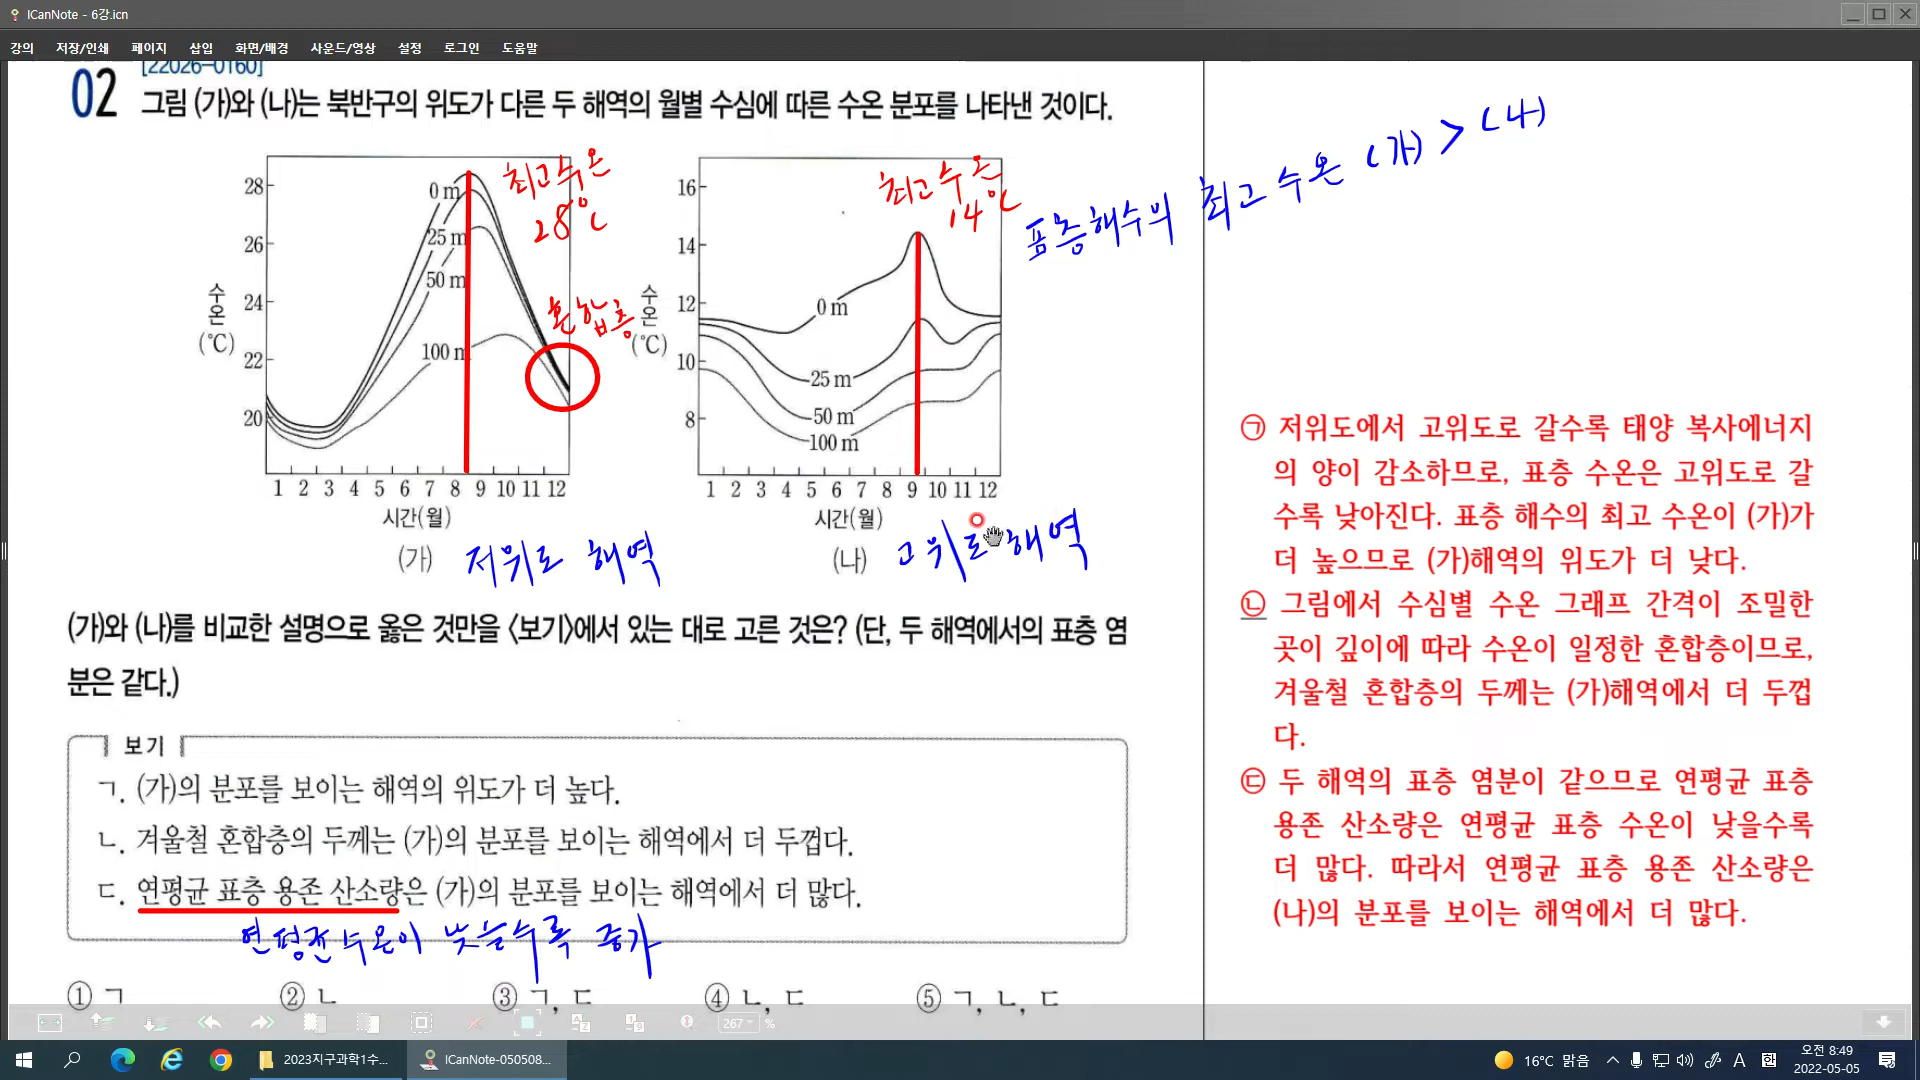 ICanNote - 6강.icn
강의 저장/인쇄 페이지 삽입 화면/배경 사운드/영상 설정 로그인 도움말
[22026-0160]
02 그림 (가)와 (나)는 북반구의 위도가 다른 두 해역의 월별 수심에 따른 수온 분포를 나타낸 것이다.
표층해수의 최고 수온 (가) > (나)
28
26
24
22
20
수온
(℃)
0 m
25 m
50 m
100 m
최고수온
28℃
혼합층
1 2 3 4 5 6 7 8 9 10 11 12
시간(월)
(가) 저위도 해역
16
14
12
10
8
수온
(℃)
0 m
25 m
50 m
100 m
최고수온
14℃
1 2 3 4 5 6 7 8 9 10 11 12
시간(월)
(나) 고위도해역
(가)와 (나)를 비교한 설명으로 옳은 것만을 <보기>에서 있는 대로 고른 것은? (단, 두 해역에서의 표층 염
분은 같다.)
보기
ㄱ. (가)의 분포를 보이는 해역의 위도가 더 높다.
ㄴ. 겨울철 혼합층의 두께는 (가)의 분포를 보이는 해역에서 더 두껍다.
ㄷ. 연평균 표층 용존 산소량은 (가)의 분포를 보이는 해역에서 더 많다.
연평균수온이 낮을수록 증가
① ㄱ ② ㄴ ③ ㄱ, ㄷ ④ ㄴ, ㄷ ⑤ ㄱ, ㄴ, ㄷ
㉠ 저위도에서 고위도로 갈수록 태양 복사에너지
의 양이 감소하므로, 표층 수온은 고위도로 갈
수록 낮아진다. 표층 해수의 최고 수온이 (가)가
더 높으므로 (가)해역의 위도가 더 낮다.
㉡ 그림에서 수심별 수온 그래프 간격이 조밀한
곳이 깊이에 따라 수온이 일정한 혼합층이므로,
겨울철 혼합층의 두께는 (가)해역에서 더 두껍
다.
㉢ 두 해역의 표층 염분이 같으므로 연평균 표층
용존 산소량은 연평균 표층 수온이 낮을수록
더 많다. 따라서 연평균 표층 용존 산소량은
(나)의 분포를 보이는 해역에서 더 많다.
267 %
2023지구과학1수...
ICanNote-050508...
16℃ 맑음
A 한
오전 8:49
2022-05-05